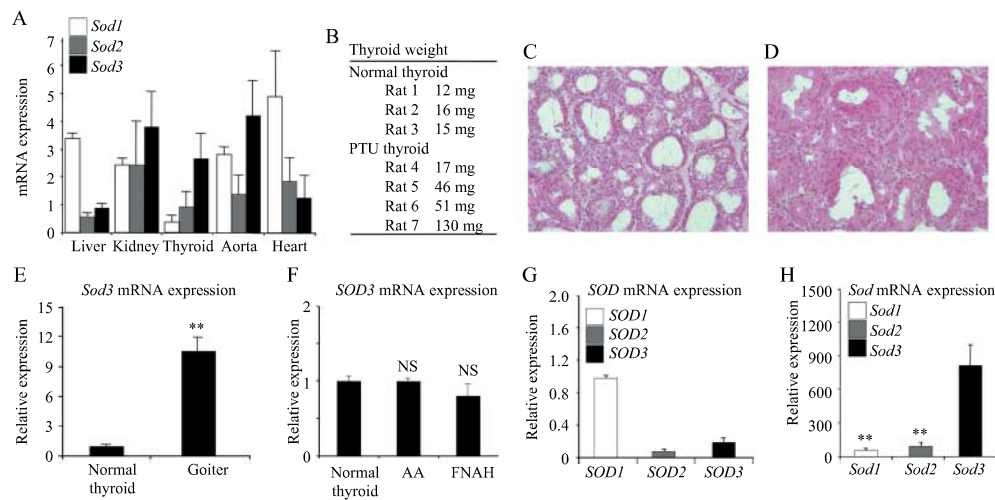 A
Sod1
Sod2
Sod3
mRNA expression
7
6
5
4
3
2
1
0
Liver Kidney Thyroid Aorta Heart
B
Thyroid weight
Normal thyroid
Rat 1 12 mg
Rat 2 16 mg
Rat 3 15 mg
PTU thyroid
Rat 4 17 mg
Rat 5 46 mg
Rat 6 51 mg
Rat 7 130 mg
C
D
E
Sod3 mRNA expression
Relative expression
15
12
9
6
3
0
**
Normal thyroid
Goiter
F
SOD3 mRNA expression
Relative expression
2
1
0
NS
NS
Normal thyroid
AA
FNAH
G
SOD mRNA expression
SOD1
SOD2
SOD3
Relative expression
2.0
1.6
1.2
0.8
0.4
0
SOD1 SOD2 SOD3
H
Sod mRNA expression
Sod1
Sod2
Sod3
Relative expression
1500
1200
900
600
300
0
**
**
Sod1 Sod2 Sod3